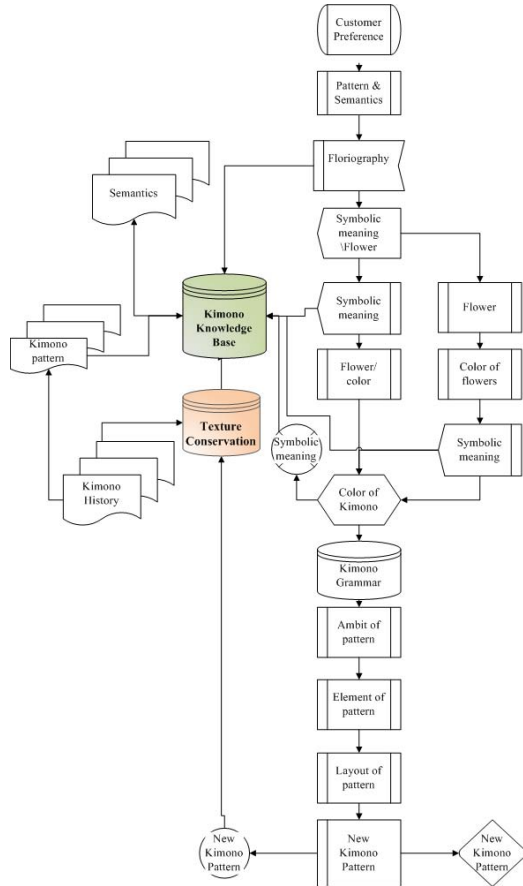 Customer
Preference
Pattern &
Semantics
Floriography
Semantics
Symbolic
meaning
\Flower
Kimono
Knowledge
Base
Symbolic
meaning
Flower
Kimono
pattern
Flower/
color
Color of
flowers
Texture
Conservation
Symbolic
meaning
Symbolic
meaning
Kimono
History
Color of
Kimono
Kimono
Grammar
Ambit of
pattern
Element of
pattern
Layout of
pattern
New
Kimono
Pattern
New Kimono
Pattern
New
Kimono
Pattern